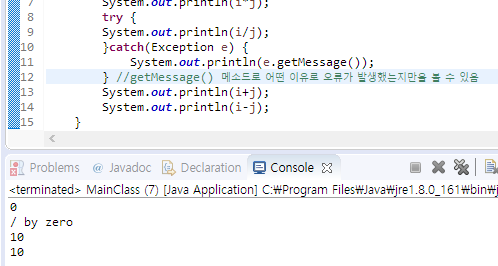 7 System.out.println(i*j);
8 try {
9 System.out.println(i/j);
10 }catch(Exception e) {
11 System.out.println(e.getMessage());
12 } //getMessage() 메소드로 어떤 이유로 오류가 발생했는지만을 볼 수 있음
13 System.out.println(i+j);
14 System.out.println(i-j);
15 }
Problems @ Javadoc Declaration Console
<terminated> MainClass (7) [Java Application] C:₩Program Files₩Java₩jre1.8.0_161₩bin₩j
0
/ by zero
10
10